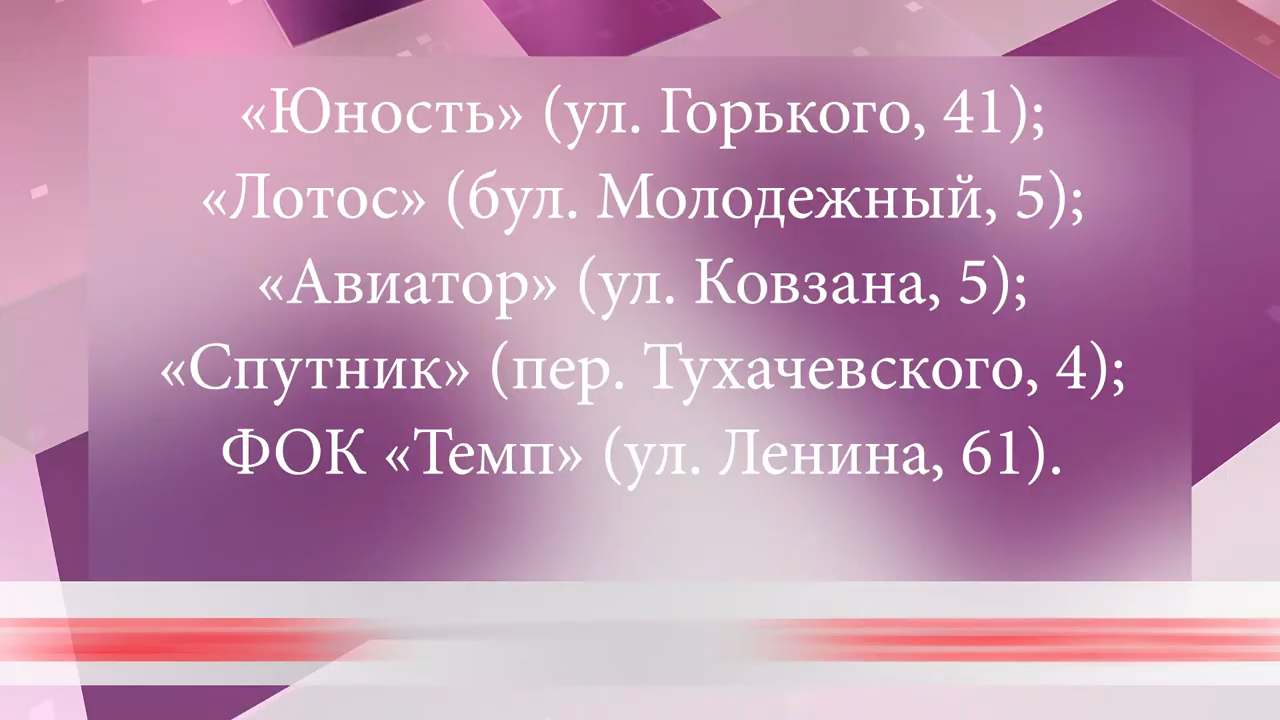 «Юность» (ул. Горького, 41);
«Лотос» (бул. Молодежный, 5);
«Авиатор» (ул. Ковзана, 5);
«Спутник» (пер. Тухачевского, 4);
ФОК «Темп» (ул. Ленина, 61).